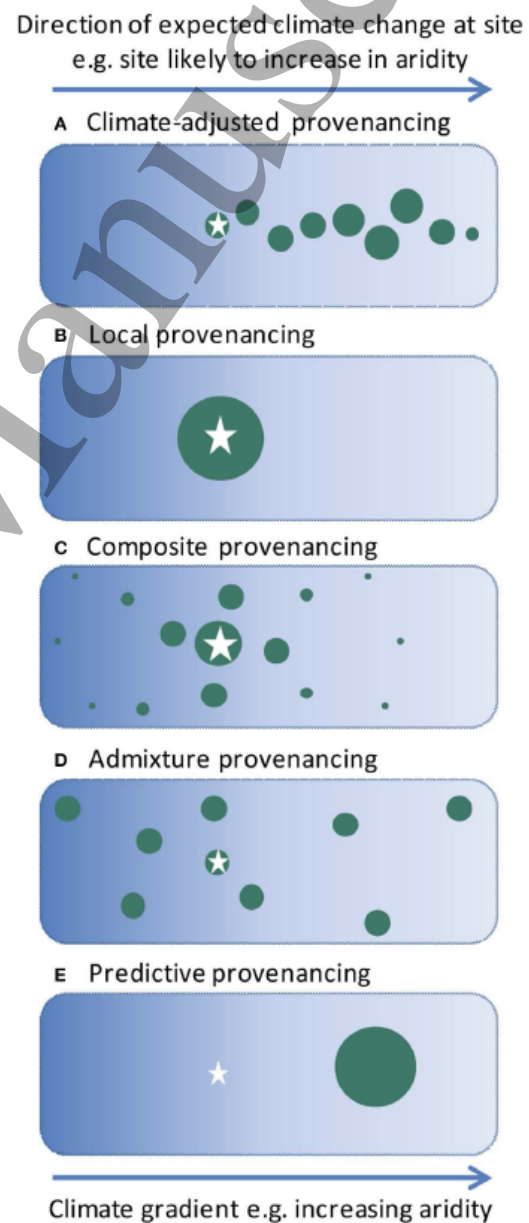 Direction of expected climate change at site
e.g. site likely to increase in aridity
A Climate-adjusted provenancing
B Local provenancing
C Composite provenancing
D Admixture provenancing
E Predictive provenancing
Climate gradient e.g. increasing aridity